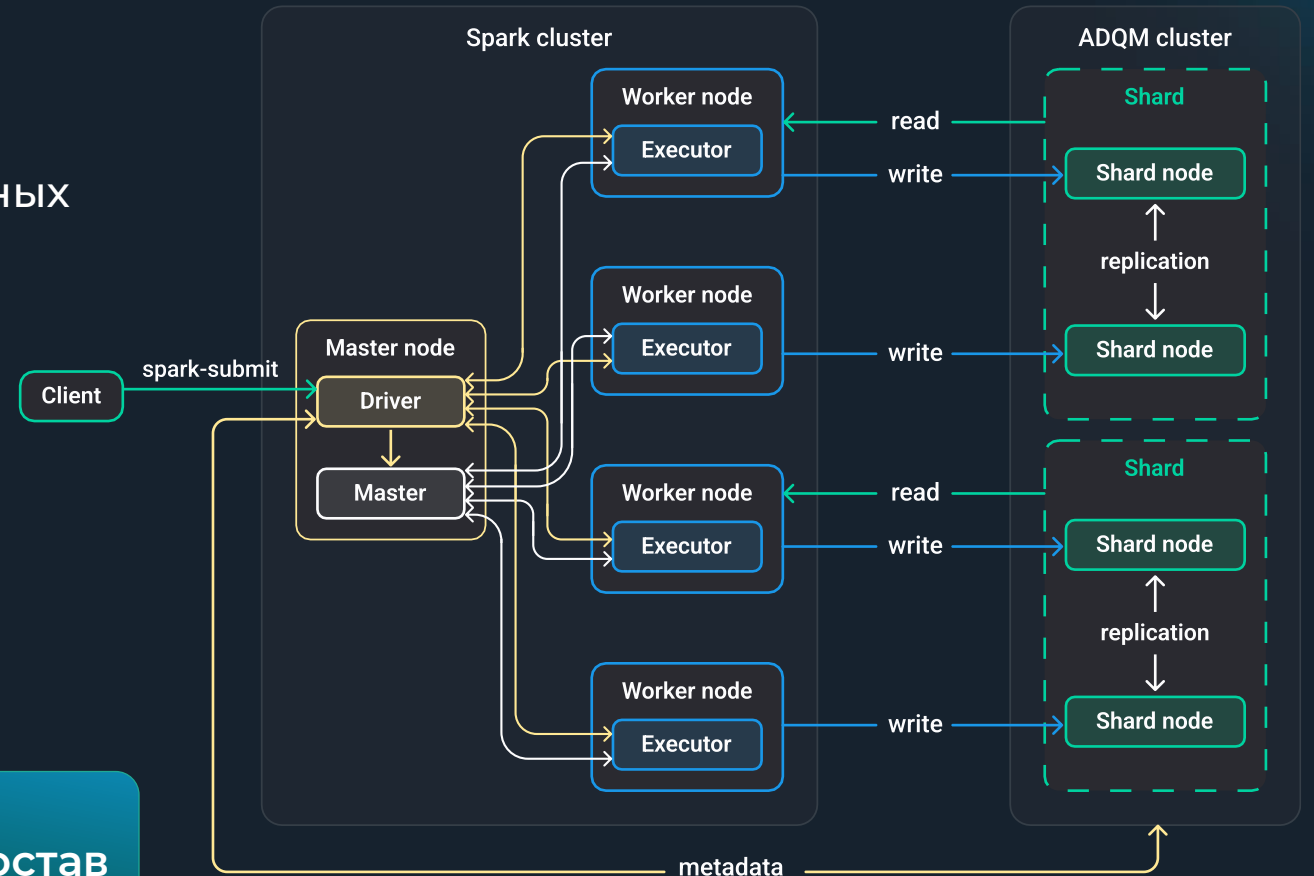 Spark cluster
ADQM cluster
Worker node
Executor
read
write
Shard
Shard node
replication
Shard node
Worker node
Executor
write
ных
Client
spark-submit
Master node
Driver
Master
Worker node
Executor
read
write
Shard
Shard node
replication
Shard node
Worker node
Executor
write
остав
metadata